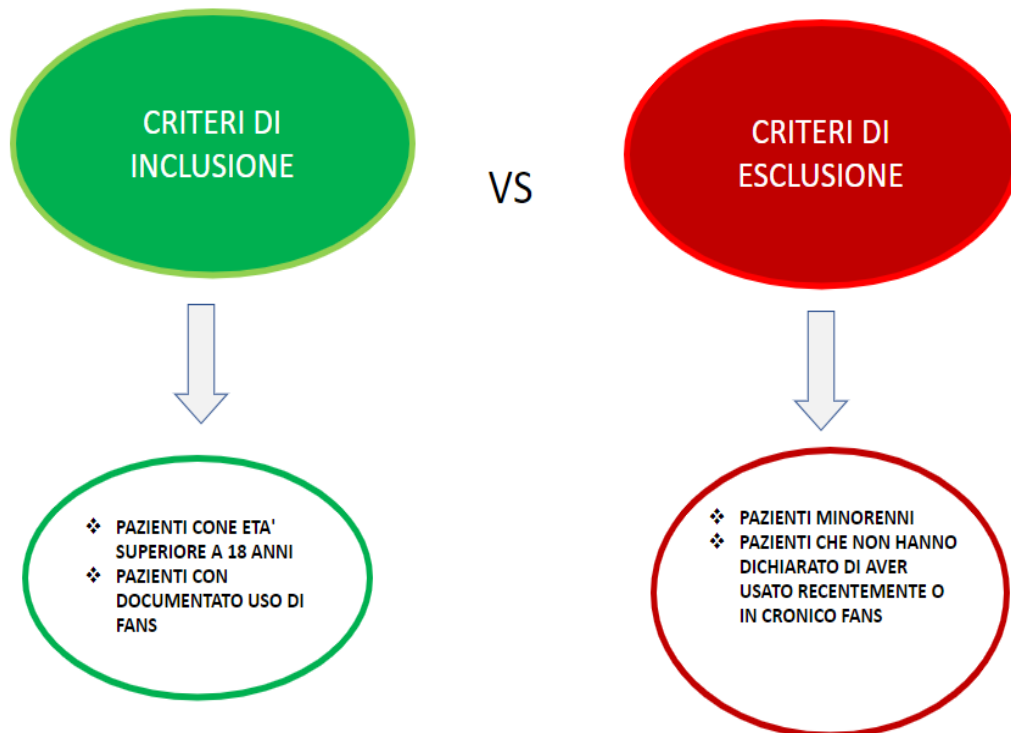 CRITERI DI
INCLUSIONE
VS
CRITERI DI
ESCLUSIONE
❖ PAZIENTI CONE ETA'
SUPERIORE A 18 ANNI
❖ PAZIENTI CON
DOCUMENTATO USO DI
FANS
❖ PAZIENTI MINORENNI
❖ PAZIENTI CHE NON HANNO
DICHIARATO DI AVER
USATO RECENTEMENTE O
IN CRONICO FANS